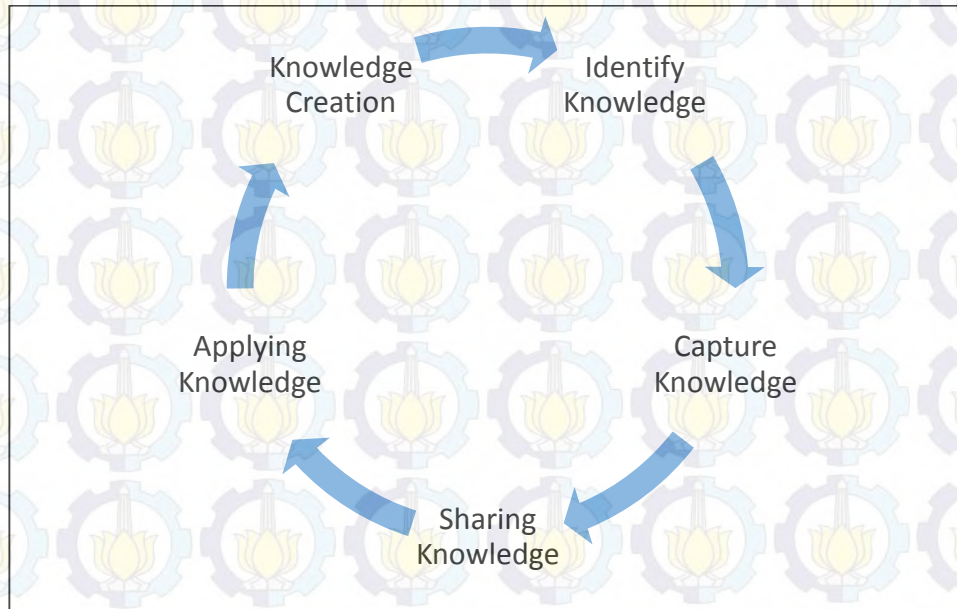 Knowledge
Creation
Identify
Knowledge
Capture
Knowledge
Sharing
Knowledge
Applying
Knowledge